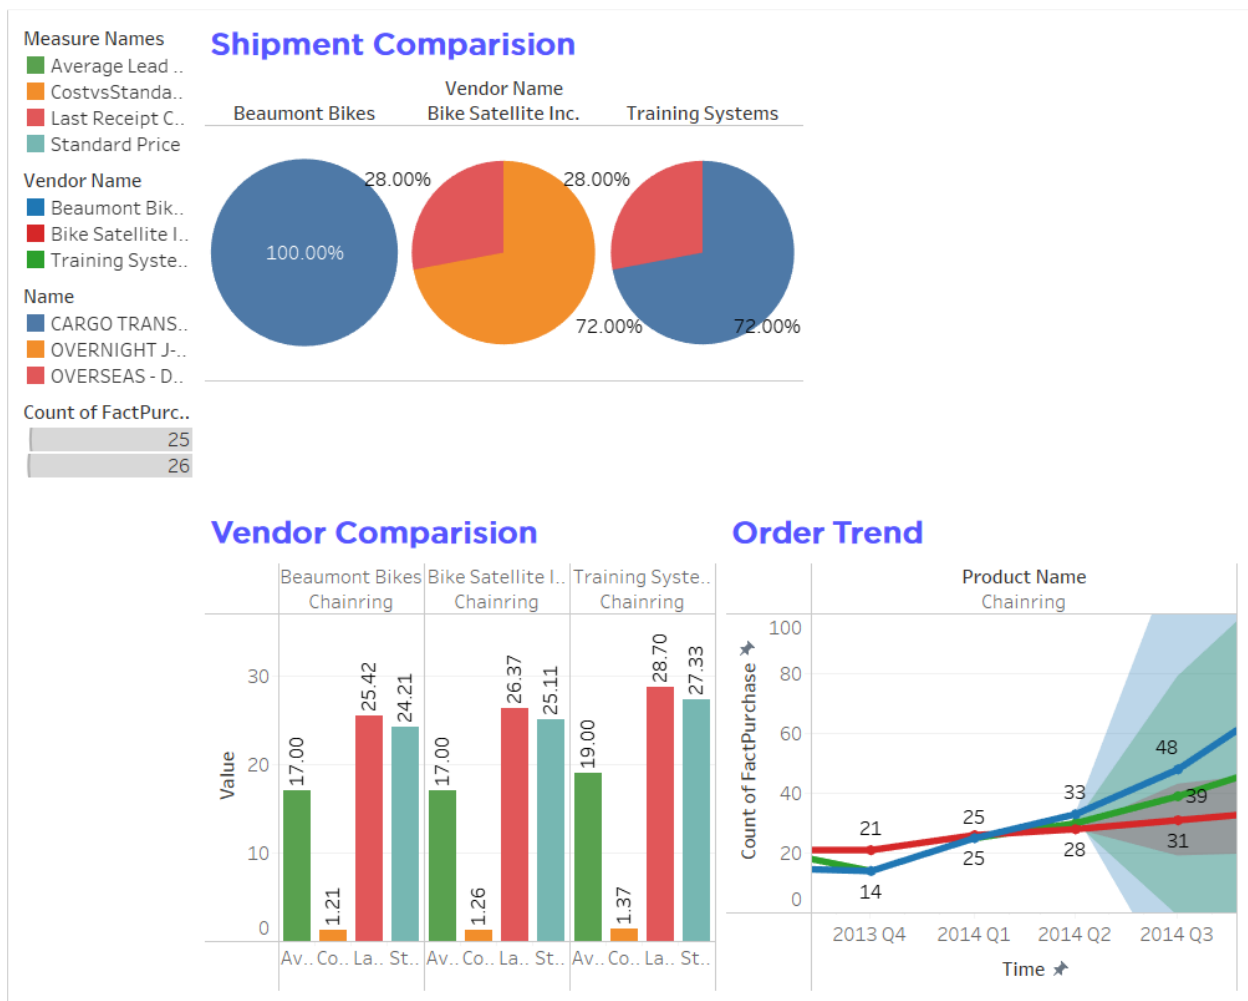 Measure Names
Average Lead ..
CostvsStanda..
Last Receipt C..
Standard Price
Vendor Name
Beaumont Bik..
Bike Satellite I..
Training Syste..
Name
CARGO TRANS..
OVERNIGHT J-..
OVERSEAS - D..
Count of FactPurc..
25
26
Shipment Comparision
Vendor Name
Beaumont Bikes Bike Satellite Inc. Training Systems
28.00% 28.00%
100.00%
72.00% 72.00%
Vendor Comparision
Beaumont Bikes Bike Satellite I.. Training Syste..
Chainring Chainring Chainring
Value
30
20
10
0
17.00 1.21 25.42 24.21 17.00 1.26 26.37 25.11 19.00 1.37 28.70 27.33
Av.. Co.. La.. St.. Av.. Co.. La.. St.. Av.. Co.. La.. St..
Order Trend
Product Name
Chainring
Count of FactPurchase
100
80
60
40
20
0
48
33 39
21 25 31
25 28
14
2013 Q4 2014 Q1 2014 Q2 2014 Q3
Time